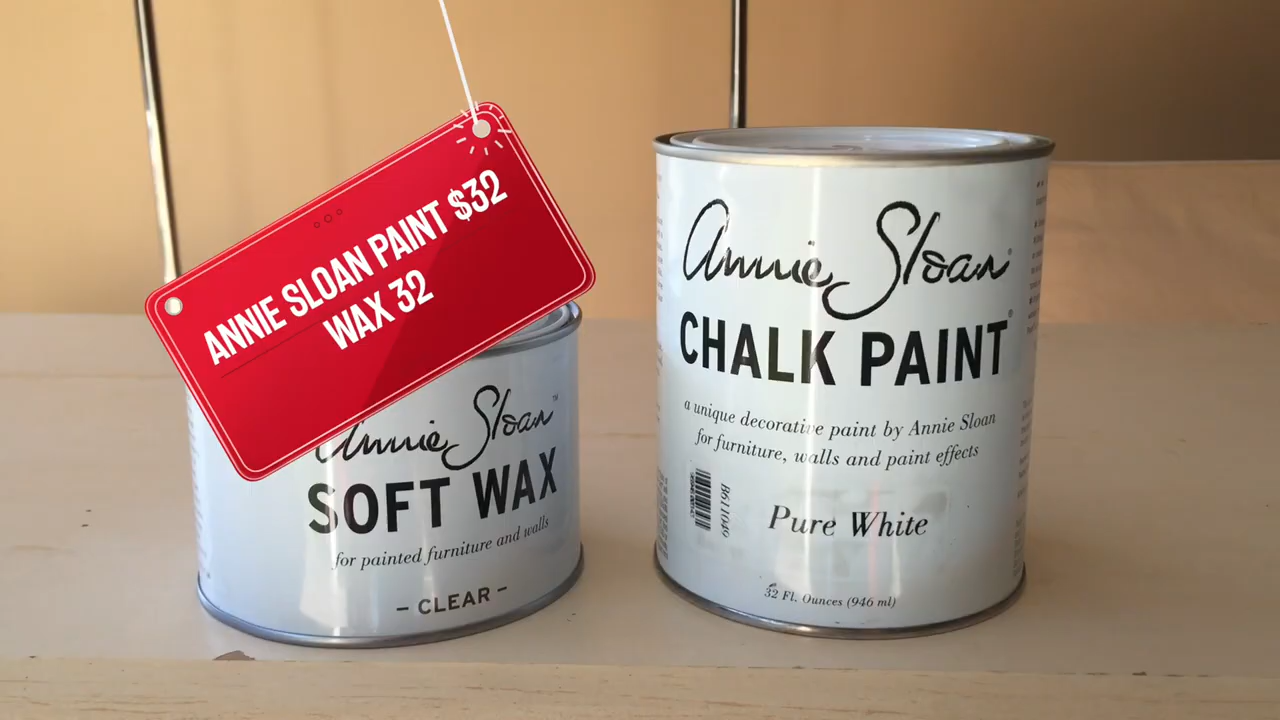 ANNIE SLOAN PAINT $32
WAX 32
Annie Sloan™
SOFT WAX
for painted furniture and walls
– CLEAR –
Annie Sloan®
CHALK PAINT®
a unique decorative paint by Annie Sloan
for furniture, walls and paint effects
B611049
Pure White
32 Fl. Ounces (946 ml)